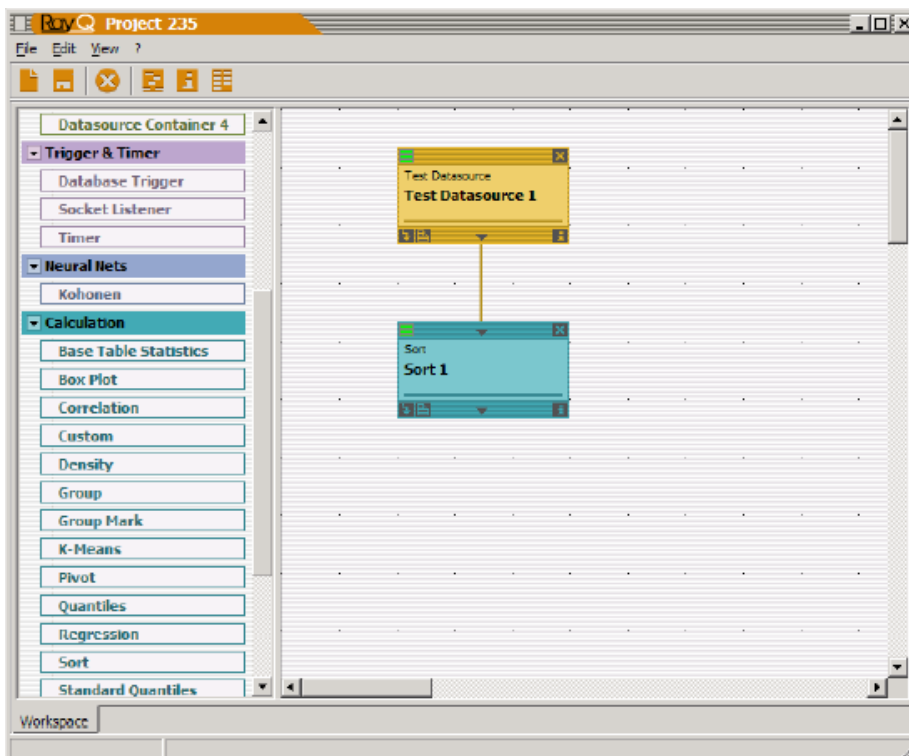 RayQ Project 235
File Edit View ?
Datasource Container 4
Trigger & Timer
Database Trigger
Socket Listener
Timer
Neural Nets
Kohonen
Calculation
Base Table Statistics
Box Plot
Correlation
Custom
Density
Group
Group Mark
K-Means
Pivot
Quantiles
Regression
Sort
Standard Quantiles
Test Datasource
Test Datasource 1
Sort
Sort 1
Workspace